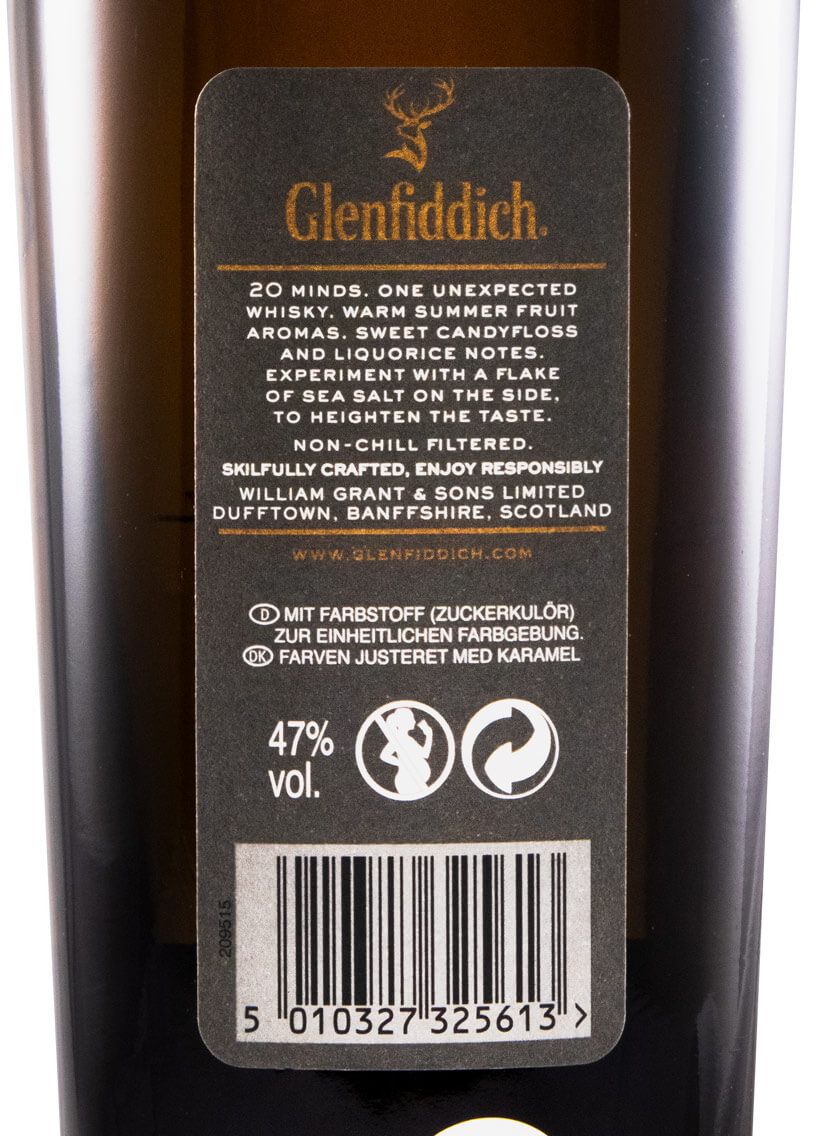 Glenfiddich.
20 MINDS. ONE UNEXPECTED
WHISKY. WARM SUMMER FRUIT
AROMAS. SWEET CANDYFLOSS
AND LIQUORICE NOTES.
EXPERIMENT WITH A FLAKE
OF SEA SALT ON THE SIDE,
TO HEIGHTEN THE TASTE.
NON-CHILL FILTERED.
SKILFULLY CRAFTED, ENJOY RESPONSIBLY
WILLIAM GRANT & SONS LIMITED
DUFFTOWN, BANFFSHIRE, SCOTLAND
WWW.GLENFIDDICH.COM
D MIT FARBSTOFF (ZUCKERKULÖR)
ZUR EINHEITLICHEN FARBGEBUNG.
DK FARVEN JUSTERET MED KARAMEL
47%
vol.
209515
5 010327 325613 >